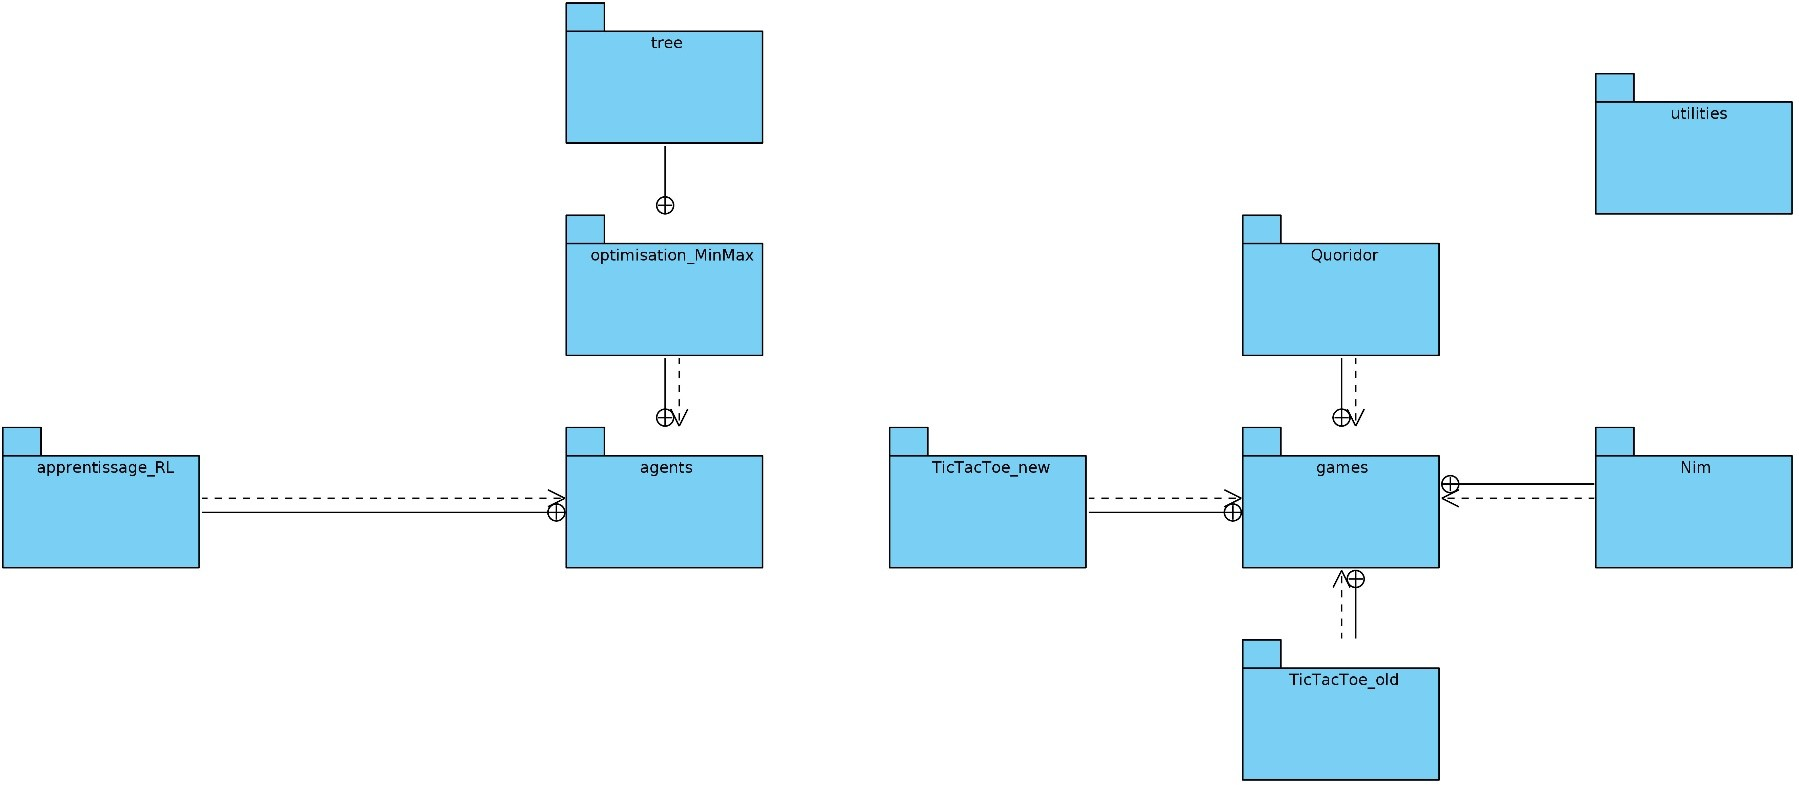 tree
utilities
optimisation_MinMax
Quoridor
apprentissage_RL
agents
TicTacToe_new
games
Nim
TicTacToe_old